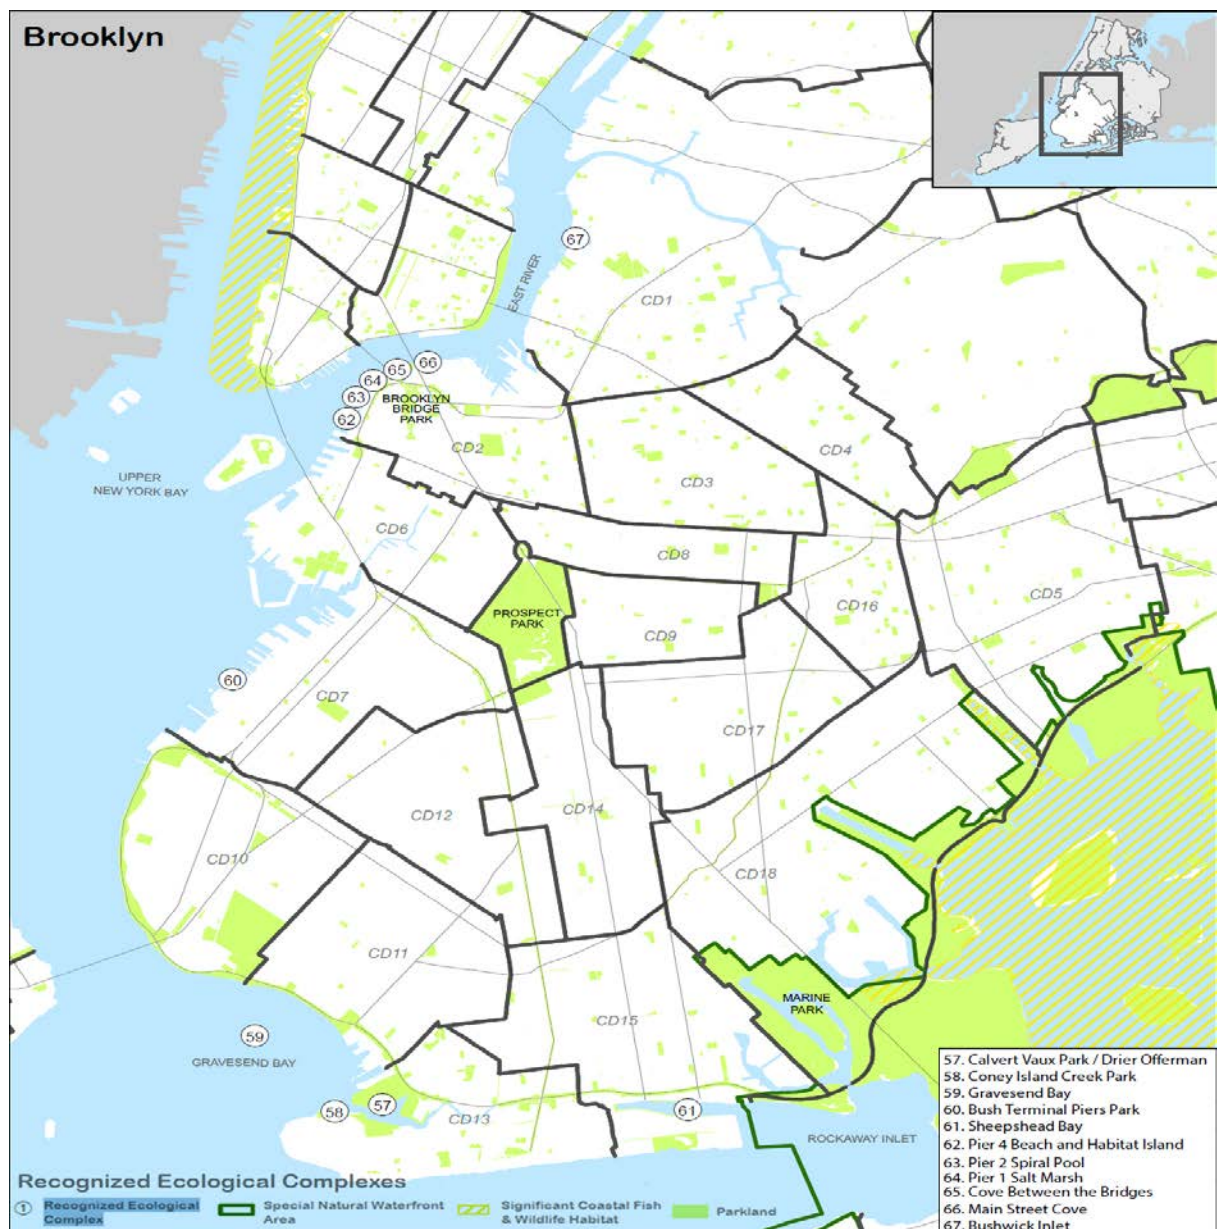 Brooklyn
67
EAST RIVER
CD1
66
65
64
63
62
BROOKLYN
BRIDGE
PARK
CD2
CD4
CD3
UPPER
NEW YORK BAY
CD6
CD8
CD16
CD5
PROSPECT
PARK
CD9
60
CD7
CD17
CD14
CD12
CD10
CD18
CD11
MARINE
PARK
CD15
59
GRAVESEND BAY
58
57
CD13
61
ROCKAWAY INLET
57. Calvert Vaux Park / Drier Offerman
58. Coney Island Creek Park
59. Gravesend Bay
60. Bush Terminal Piers Park
61. Sheepshead Bay
62. Pier 4 Beach and Habitat Island
63. Pier 2 Spiral Pool
64. Pier 1 Salt Marsh
65. Cove Between the Bridges
66. Main Street Cove
67. Bushwick Inlet
Recognized Ecological Complexes
1 Recognized Ecological
Complex
Special Natural Waterfront
Area
Significant Coastal Fish
& Wildlife Habitat
Parkland